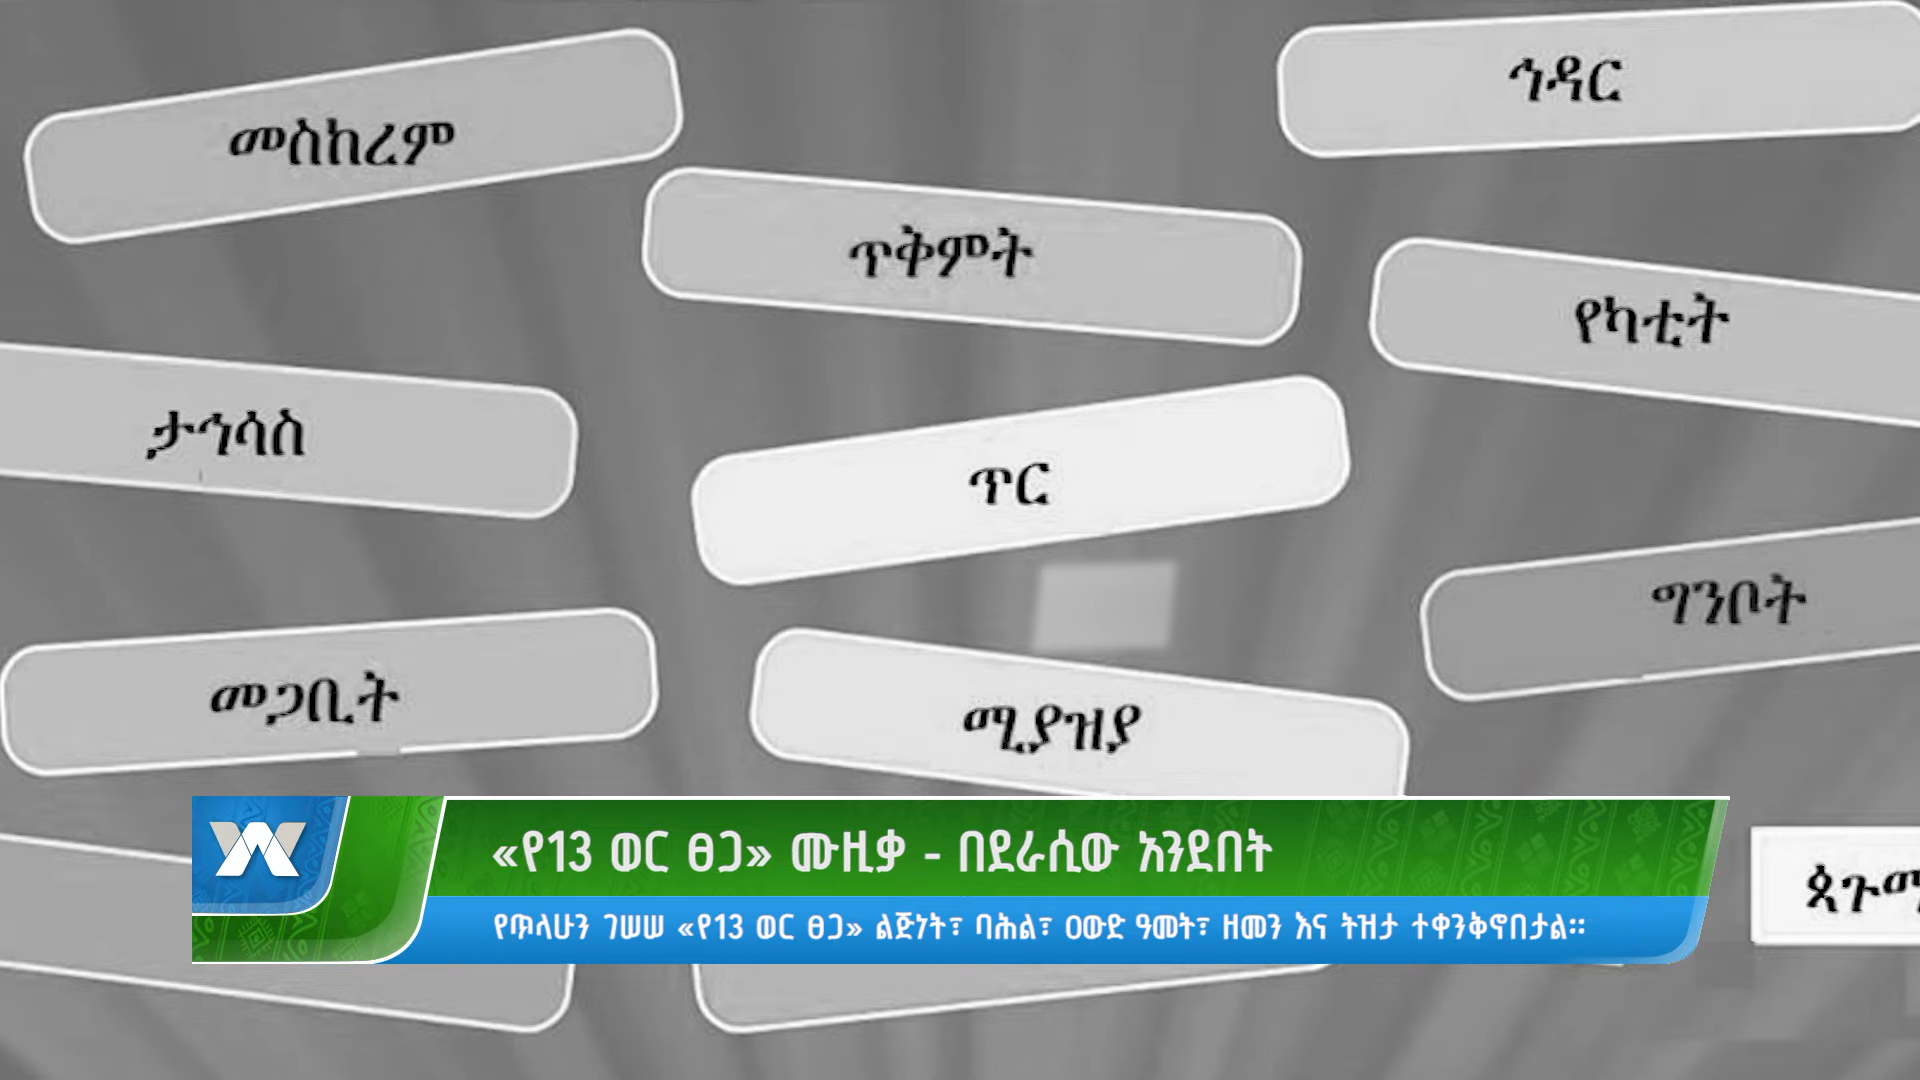 መስከረም
ኅዳር
ጥቅምት
የካቲት
ታኅሳስ
ጥር
ግንቦት
መጋቢት
ሚያዝያ
«የ13 ወር ፀጋ» ሙዚቃ - በደራሲው አንደበት
ጳጉሜ
የጥላሁን ገሠሠ «የ13 ወር ፀጋ» ልጅነት፣ ባሕል፣ ዐውድ ዓመት፣ ዘመን እና ትዝታ ተቀንቅኖበታል።